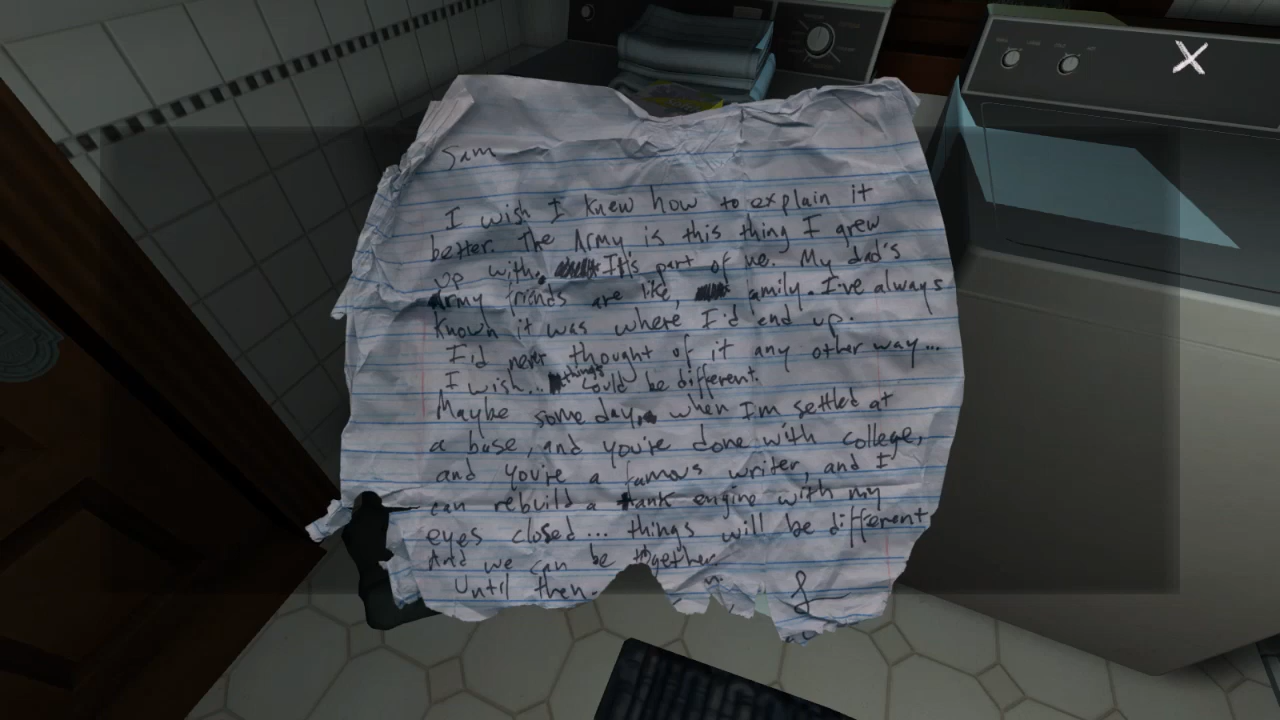 Sam
I wish I knew how to explain it
better. The Army is this thing I grew
up with. It's part of me. My dad's
Army friends are like, family. I've always
known it was where I'd end up.
I'd never thought of it any other way...
I wish... things could be different.
Maybe some day, when I'm settled at
a base, and you're done with college,
and you're a famous writer, and I
can rebuild a tank engine with my
eyes closed... things will be different
And we can be together.
Until then.